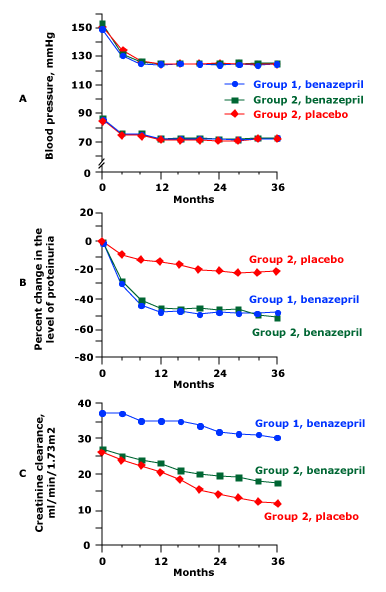 A
Blood pressure, mmHg
150
130
110
90
70
0
Group 1, benazepril
Group 2, benazepril
Group 2, placebo
0
12
24
36
Months
B
Percent change in the
level of proteinuria
20
0
-20
-40
-60
-80
Group 2, placebo
Group 1, benazepril
Group 2, benazepril
0
12
24
36
Months
C
Creatinine clearance,
ml/min/1.73m2
40
30
20
10
0
Group 1, benazepril
Group 2, benazepril
Group 2, placebo
0
12
24
36
Months